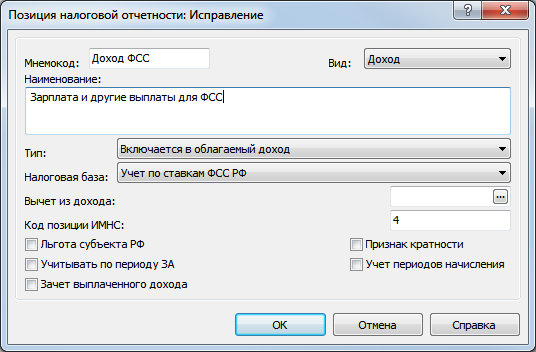 Позиция налоговой отчетности: Исправление
Мнемокод: Доход ФСС Вид: Доход
Наименование:
Зарплата и другие выплаты для ФСС
Тип: Включается в облагаемый доход
Налоговая база: Учет по ставкам ФСС РФ
Вычет из дохода: ...
Код позиции ИМНС: 4
Льгота субъекта РФ Признак кратности
Учитывать по периоду ЗА Учет периодов начисления
Зачет выплаченного дохода
ОК Отмена Справка